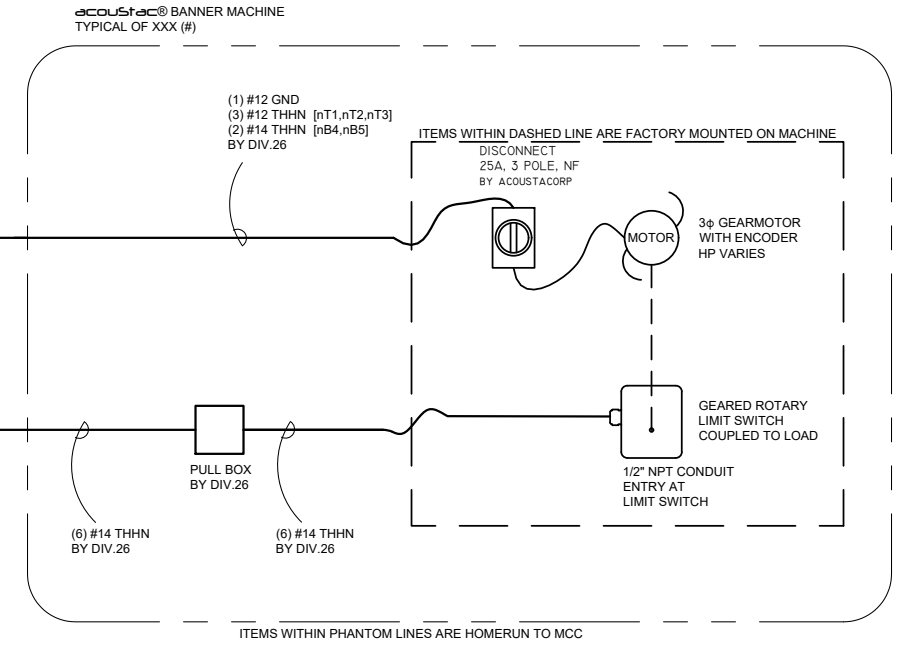 acouStac® BANNER MACHINE
TYPICAL OF XXX (#)
(1) #12 GND
(3) #12 THHN [nT1,nT2,nT3]
(2) #14 THHN [nB4,nB5]
BY DIV.26
ITEMS WITHIN DASHED LINE ARE FACTORY MOUNTED ON MACHINE
DISCONNECT
25A, 3 POLE, NF
BY ACOUSTACORP
MOTOR
3ϕ GEARMOTOR
WITH ENCODER
HP VARIES
GEARED ROTARY
LIMIT SWITCH
COUPLED TO LOAD
PULL BOX
BY DIV.26
1/2" NPT CONDUIT
ENTRY AT
LIMIT SWITCH
(6) #14 THHN
BY DIV.26
(6) #14 THHN
BY DIV.26
ITEMS WITHIN PHANTOM LINES ARE HOMERUN TO MCC